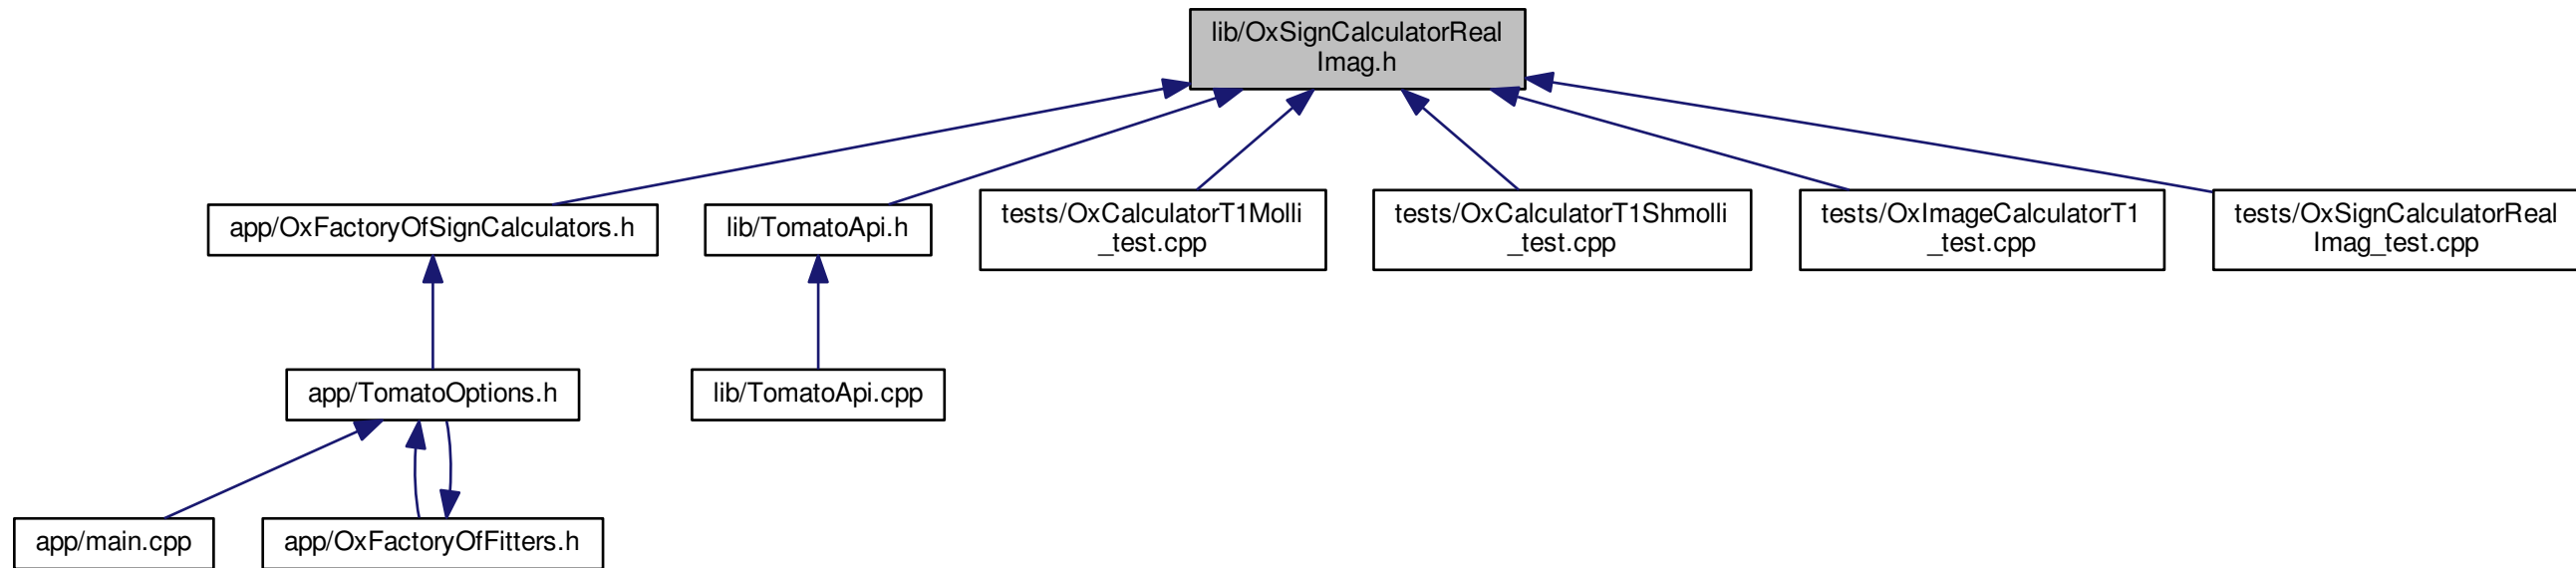 lib/OxSignCalculatorReal
Imag.h
app/OxFactoryOfSignCalculators.h
lib/TomatoApi.h
tests/OxCalculatorT1Molli
_test.cpp
tests/OxCalculatorT1Shmolli
_test.cpp
tests/OxImageCalculatorT1
_test.cpp
tests/OxSignCalculatorReal
Imag_test.cpp
app/TomatoOptions.h
lib/TomatoApi.cpp
app/main.cpp
app/OxFactoryOfFitters.h